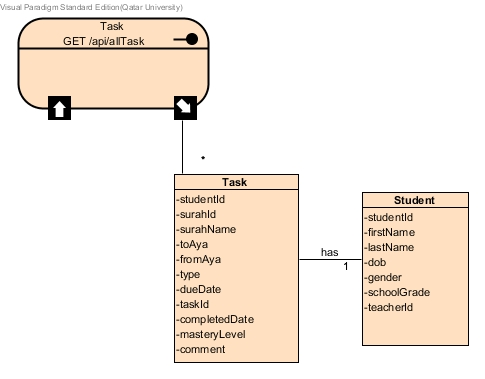 Visual Paradigm Standard Edition(Qatar University)
Task
GET /api/allTask
*
Task
-studentId
-surahId
-surahName
-toAya
-fromAya
-type
-dueDate
-taskId
-completedDate
-masteryLevel
-comment
has
1
Student
-studentId
-firstName
-lastName
-dob
-gender
-schoolGrade
-teacherId